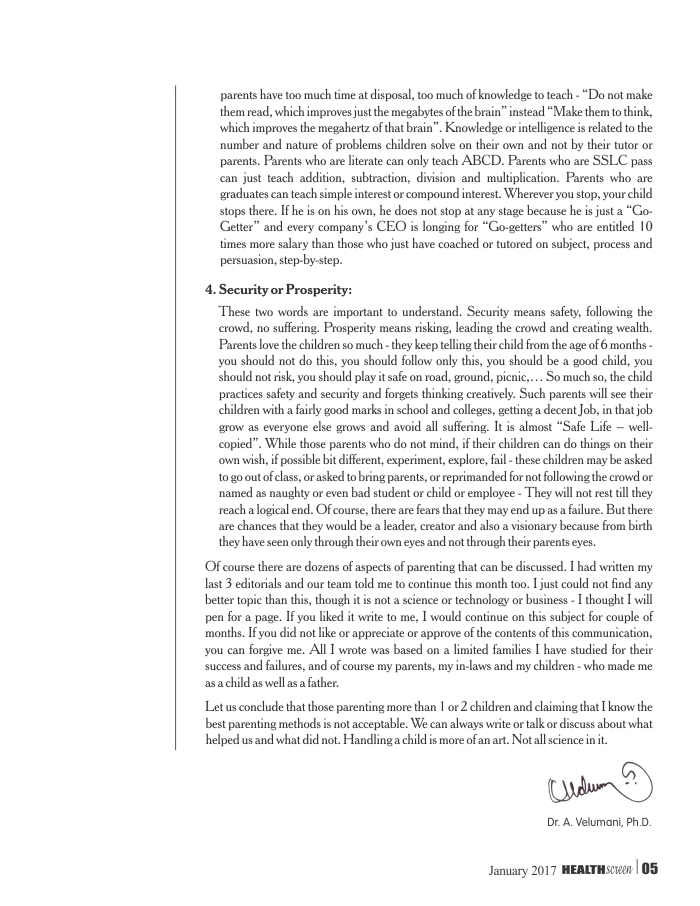 parents have too much time at disposal, too much of knowledge to teach - “Do not make
them read, which improves just the megabytes of the brain” instead “Make them to think,
which improves the megahertz of that brain”. Knowledge or intelligence is related to the
number and nature of problems children solve on their own and not by their tutor or
parents. Parents who are literate can only teach ABCD. Parents who are SSLC pass
can just teach addition, subtraction, division and multiplication. Parents who are
graduates can teach simple interest or compound interest. Wherever you stop, your child
stops there. If he is on his own, he does not stop at any stage because he is just a “Go-
Getter” and every company’s CEO is longing for “Go-getters” who are entitled 10
times more salary than those who just have coached or tutored on subject, process and
persuasion, step-by-step.
4. Security or Prosperity:
These two words are important to understand. Security means safety, following the
crowd, no suffering. Prosperity means risking, leading the crowd and creating wealth.
Parents love the children so much - they keep telling their child from the age of 6 months -
you should not do this, you should follow only this, you should be a good child, you
should not risk, you should play it safe on road, ground, picnic,… So much so, the child
practices safety and security and forgets thinking creatively. Such parents will see their
children with a fairly good marks in school and colleges, getting a decent Job, in that job
grow as everyone else grows and avoid all suffering. It is almost “Safe Life – well-
copied”. While those parents who do not mind, if their children can do things on their
own wish, if possible bit different, experiment, explore, fail - these children may be asked
to go out of class, or asked to bring parents, or reprimanded for not following the crowd or
named as naughty or even bad student or child or employee - They will not rest till they
reach a logical end. Of course, there are fears that they may end up as a failure. But there
are chances that they would be a leader, creator and also a visionary because from birth
they have seen only through their own eyes and not through their parents eyes.
Of course there are dozens of aspects of parenting that can be discussed. I had written my
last 3 editorials and our team told me to continue this month too. I just could not find any
better topic than this, though it is not a science or technology or business - I thought I will
pen for a page. If you liked it write to me, I would continue on this subject for couple of
months. If you did not like or appreciate or approve of the contents of this communication,
you can forgive me. All I wrote was based on a limited families I have studied for their
success and failures, and of course my parents, my in-laws and my children - who made me
as a child as well as a father.
Let us conclude that those parenting more than 1 or 2 children and claiming that I know the
best parenting methods is not acceptable. We can always write or talk or discuss about what
helped us and what did not. Handling a child is more of an art. Not all science in it.
Dr. A. Velumani, Ph.D.
January 2017 HEALTHscreen 05